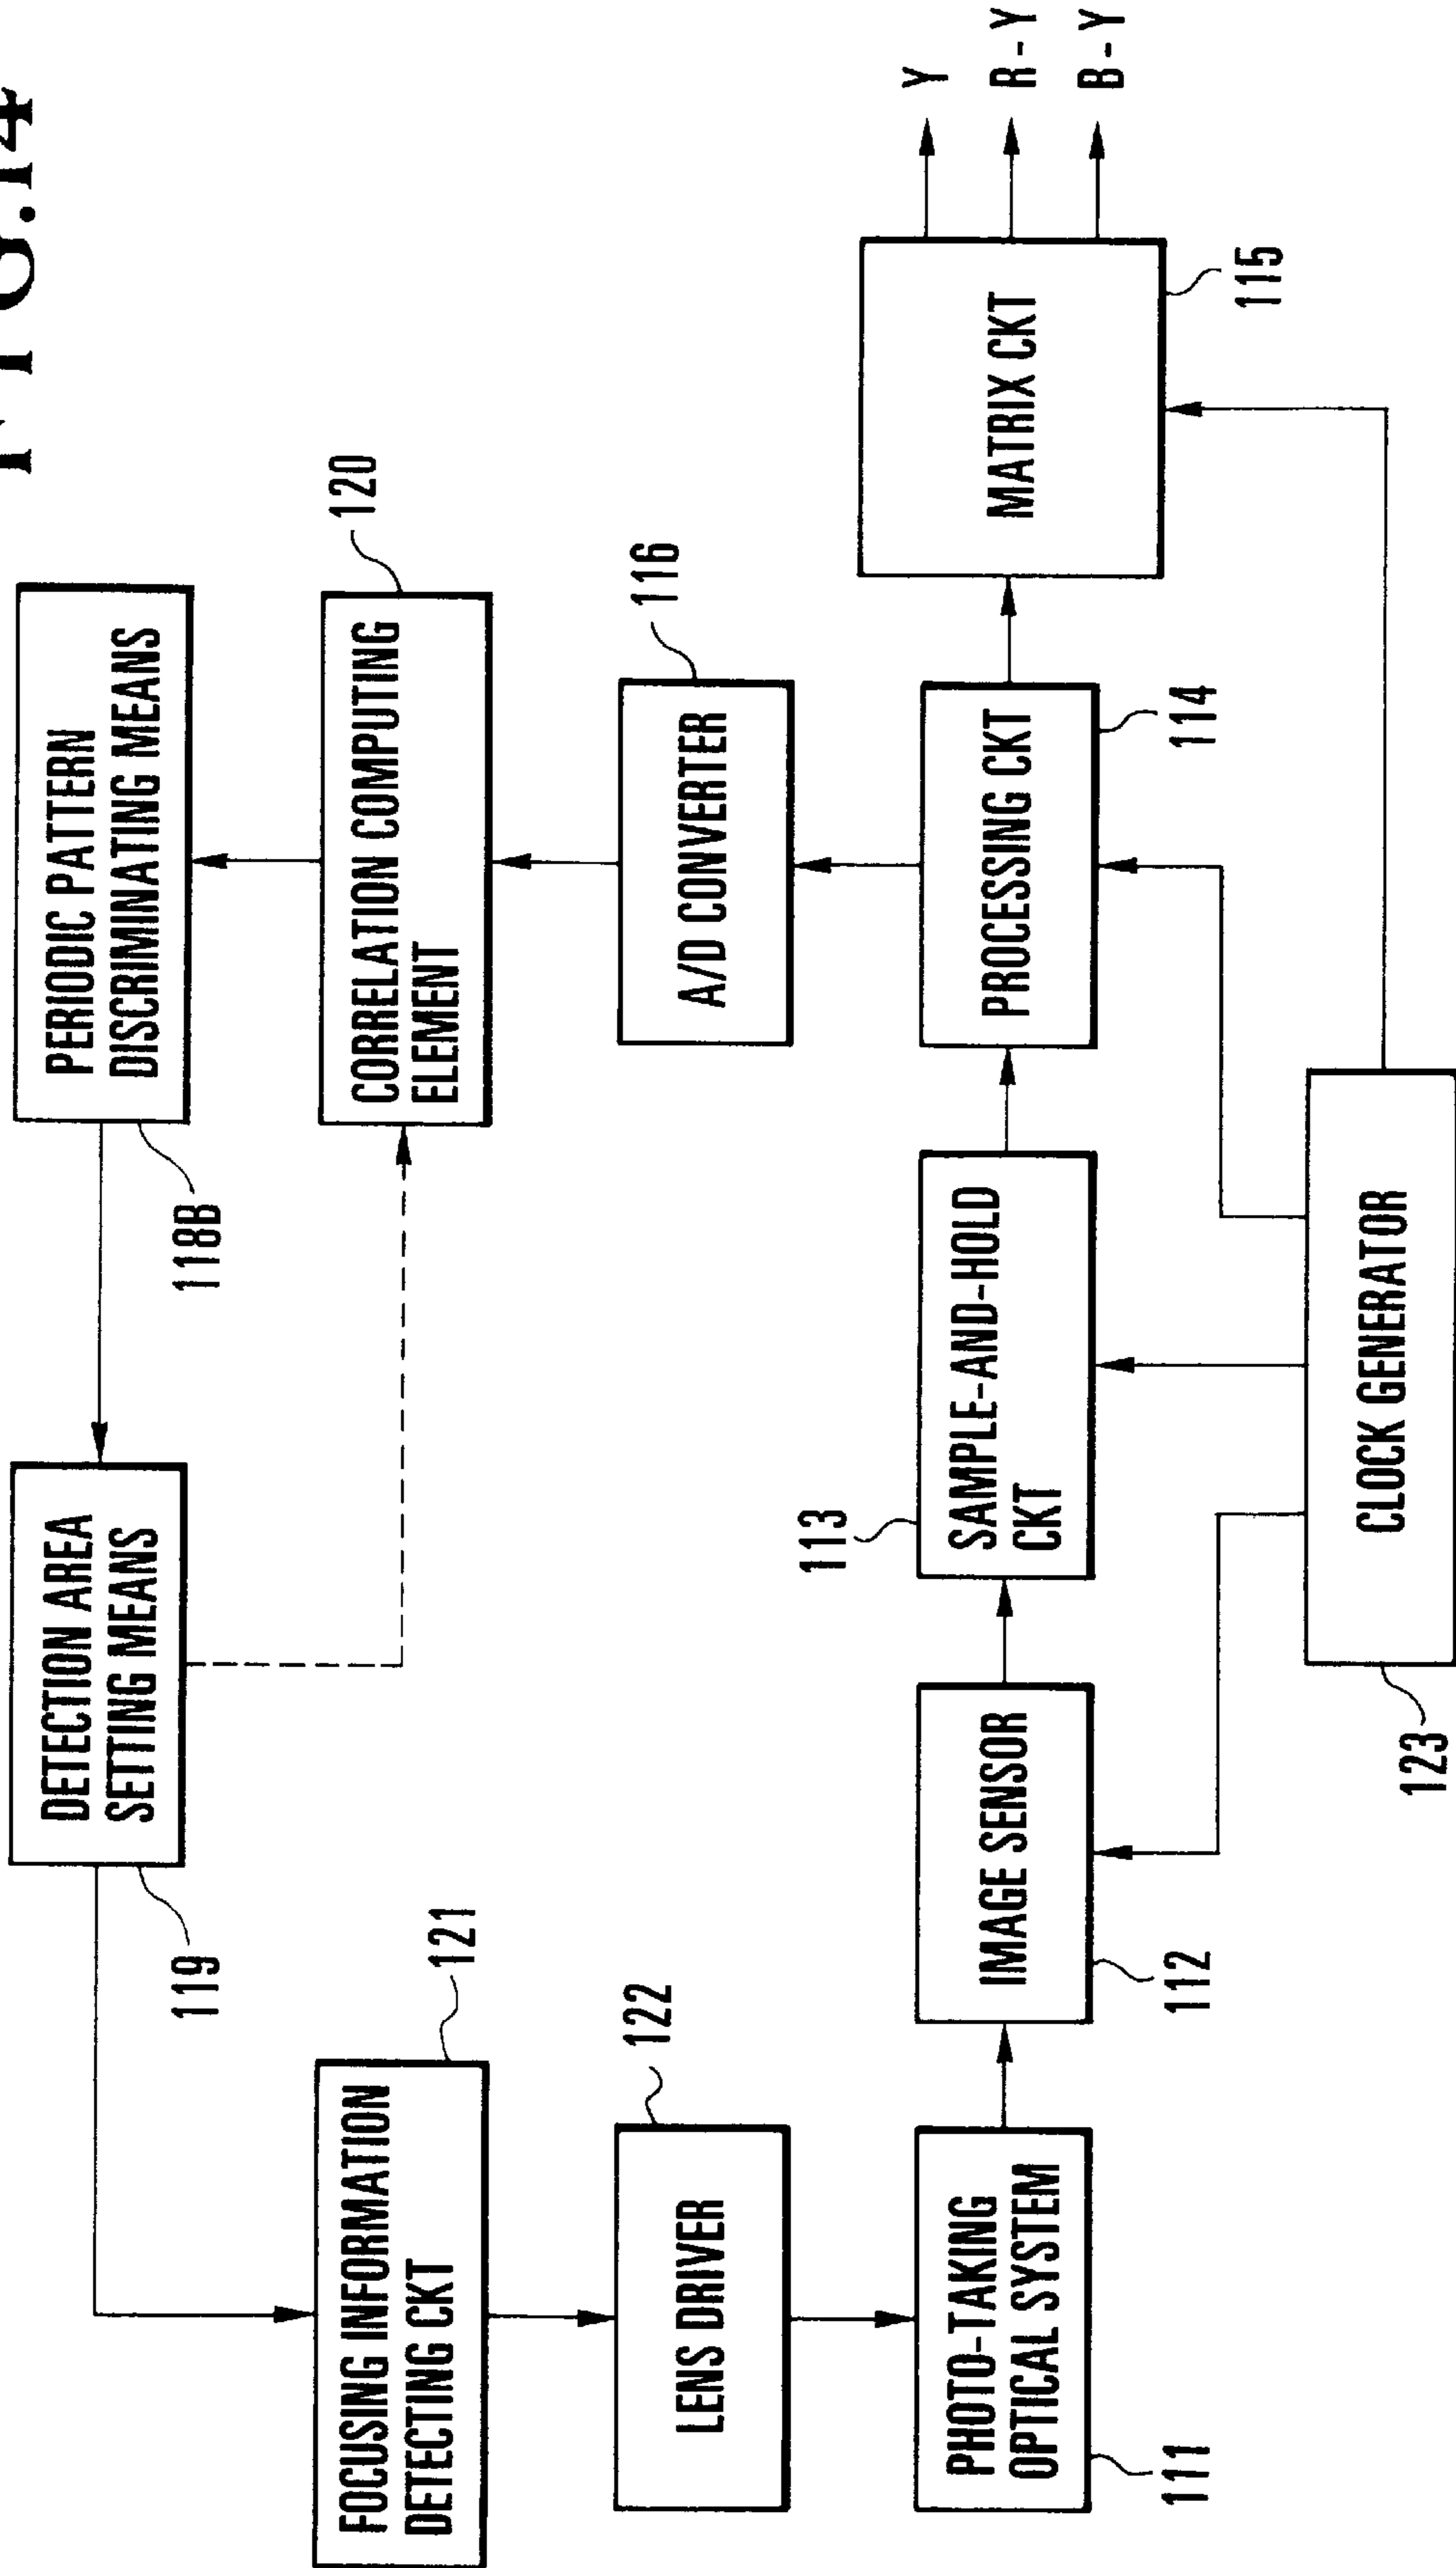 FIG.14
DETECTION AREA
SETTING MEANS
119
PERIODIC PATTERN
DISCRIMINATING MEANS
118B
FOCUSING INFORMATION
DETECTING CKT
121
CORRELATION COMPUTING
ELEMENT
120
LENS DRIVER
122
A/D CONVERTER
116
PHOTO-TAKING
OPTICAL SYSTEM
111
IMAGE SENSOR
112
SAMPLE-AND-HOLD
CKT
113
PROCESSING CKT
114
MATRIX CKT
115
Y
R-Y
B-Y
CLOCK GENERATOR
123